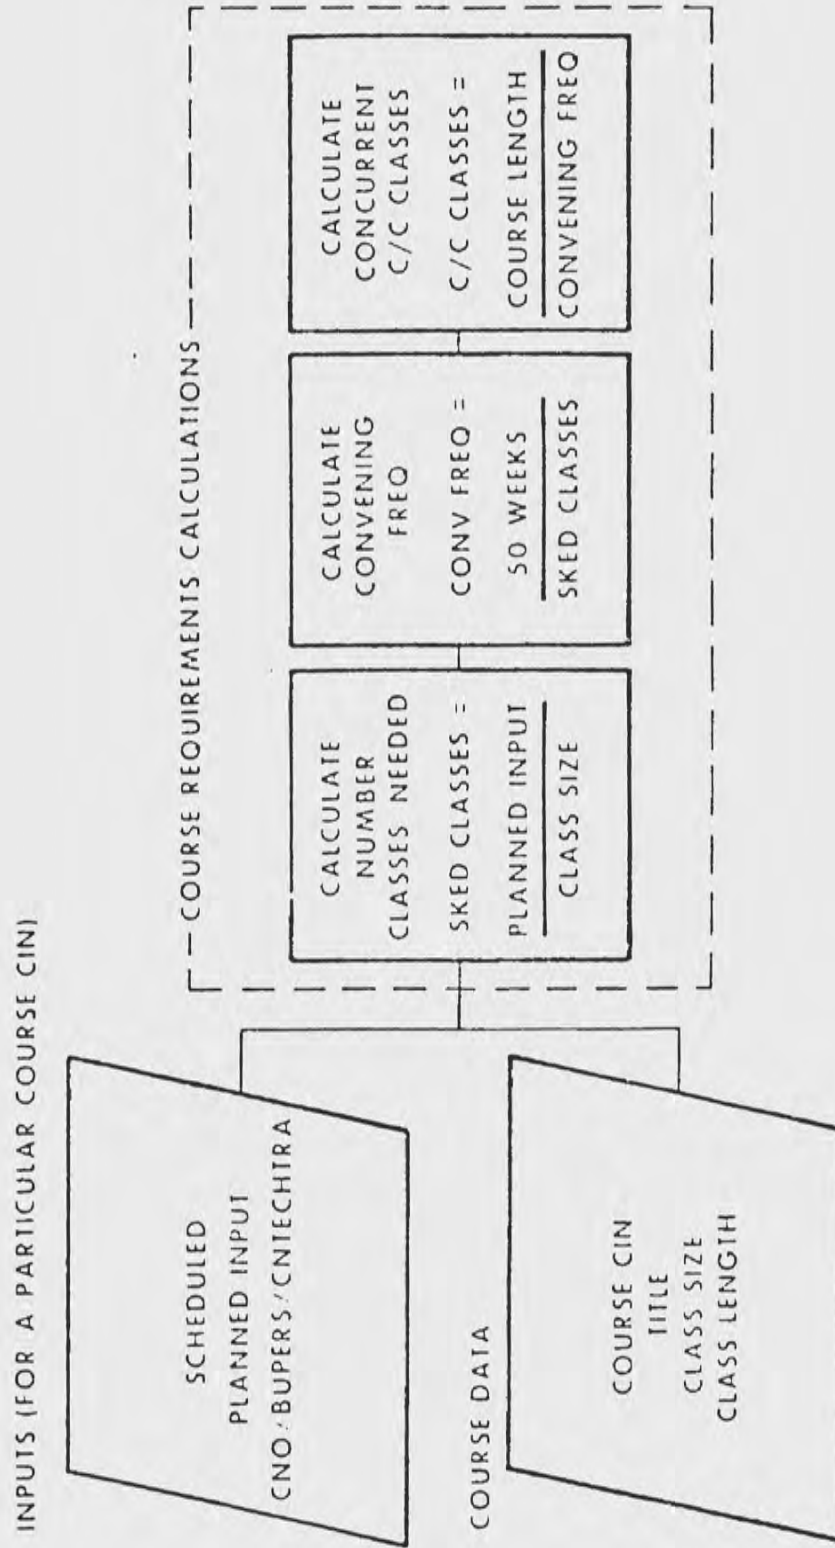 INPUTS (FOR A PARTICULAR COURSE CIN)
SCHEDULED
PLANNED INPUT
CNO/BUPERS/CNTECHTRA
COURSE DATA
COURSE CIN
TITLE
CLASS SIZE
CLASS LENGTH
COURSE REQUIREMENTS CALCULATIONS
CALCULATE
NUMBER
CLASSES NEEDED
SKED CLASSES =
PLANNED INPUT
CLASS SIZE
CALCULATE
CONVENING
FREQ
CONV FREQ =
50 WEEKS
SKED CLASSES
CALCULATE
CONCURRENT
C/C CLASSES
C/C CLASSES =
COURSE LENGTH
CONVENING FREQ